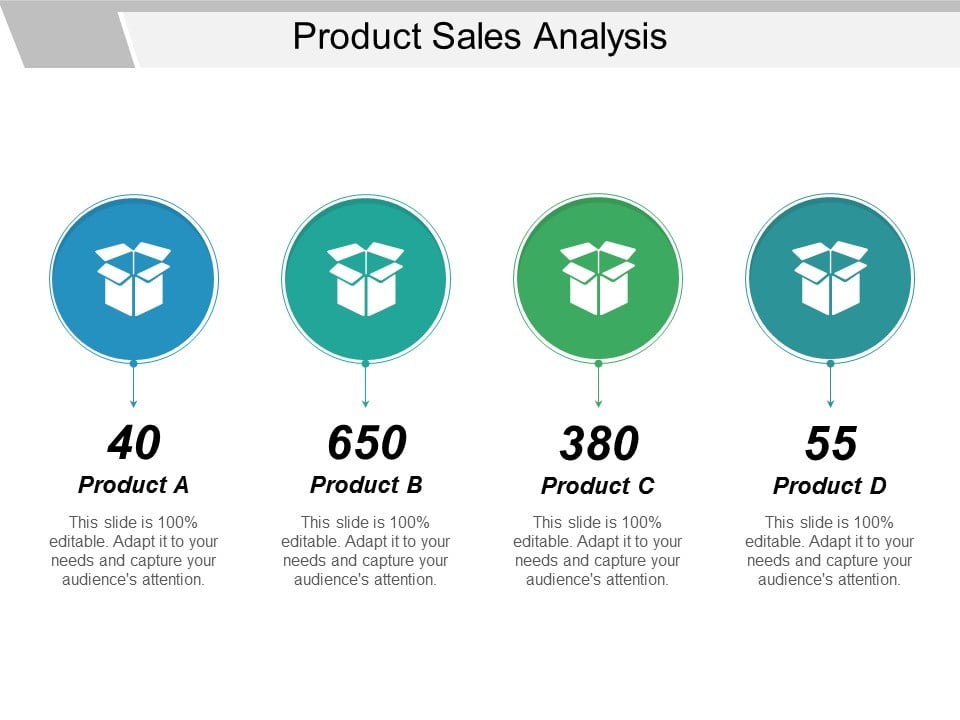 Product Sales Analysis
40
Product A
This slide is 100%
editable. Adapt it to your
needs and capture your
audience's attention.
650
Product B
This slide is 100%
editable. Adapt it to your
needs and capture your
audience's attention.
380
Product C
This slide is 100%
editable. Adapt it to your
needs and capture your
audience's attention.
55
Product D
This slide is 100%
editable. Adapt it to your
needs and capture your
audience's attention.